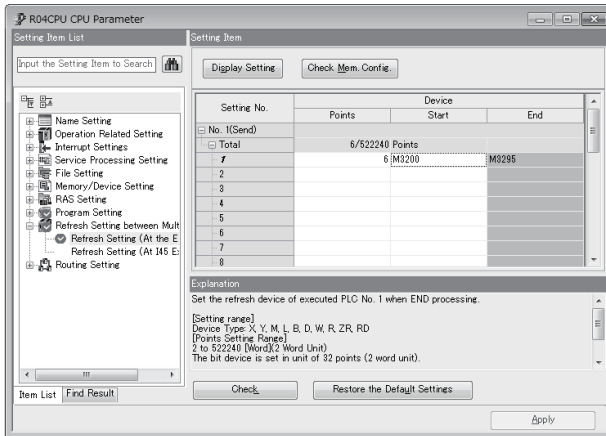 R04CPU CPU Parameter
Setting Item List
Setting Item
Input the Setting Item to Search
Display Setting
Check Mem. Config.
Name Setting
Operation Related Setting
Interrupt Settings
Service Processing Setting
File Setting
Memory/Device Setting
RAS Setting
Program Setting
Refresh Setting between Mult
Refresh Setting (At the E
Refresh Setting (At I45 E:
Routing Setting
Item List
Find Result
Setting No.
Device
Points
Start
End
No. 1(Send)
Total
6/522240 Points
1
6
M3200
M3295
2
3
4
5
6
7
8
Explanation
Set the refresh device of executed PLC No. 1 when END processing.
[Setting range]
Device Type: X, Y, M, L, B, D, W, R, ZR, RD
[Points Setting Range]
2 to 522240 [Word](2 Word Unit)
The bit device is set in unit of 32 points (2 word unit).
Check
Restore the Default Settings
Apply